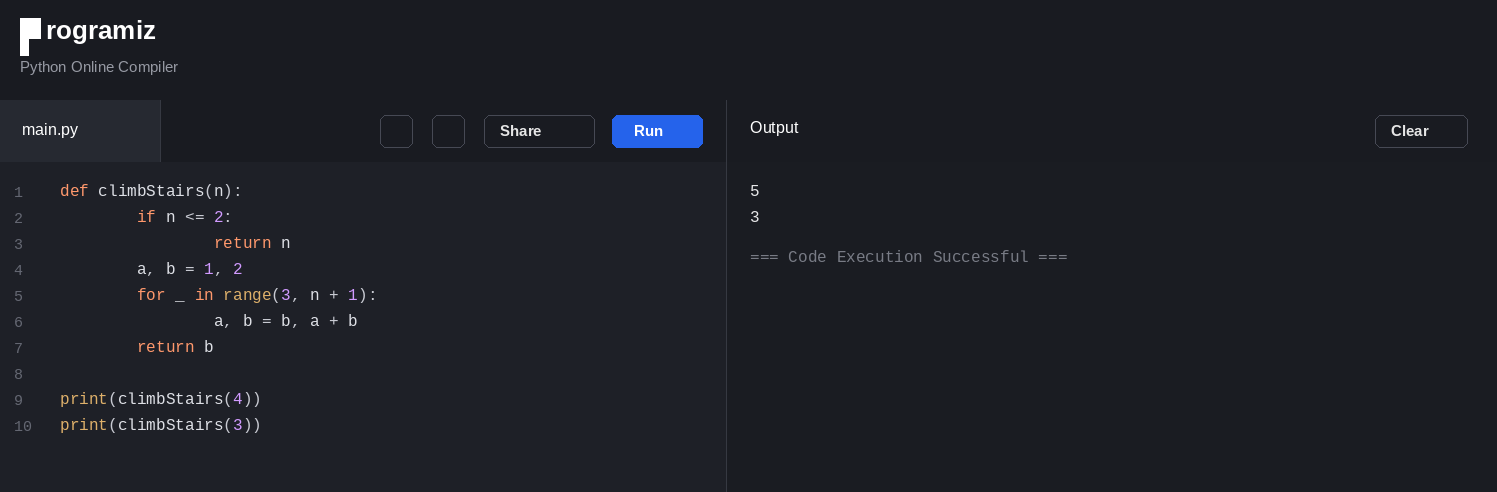 Programiz
Python Online Compiler
main.py
Share
Run
Output
Clear
1 def climbStairs(n):
2         if n <= 2:
3                 return n
4         a, b = 1, 2
5         for _ in range(3, n + 1):
6                 a, b = b, a + b
7         return b
8
9 print(climbStairs(4))
10 print(climbStairs(3))
5
3
=== Code Execution Successful ===